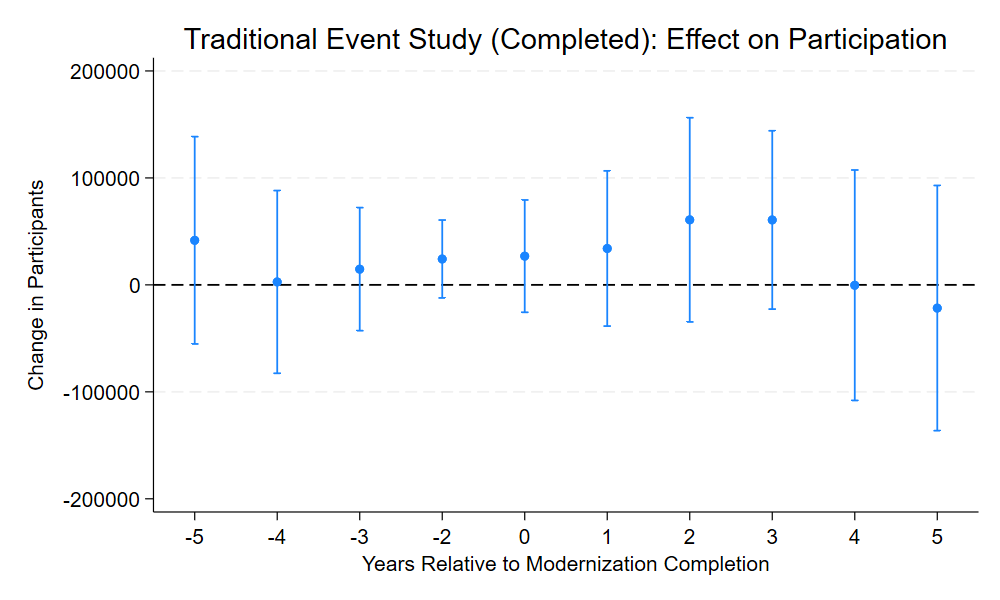 Traditional Event Study (Completed): Effect on Participation
200000
100000
0
-100000
-200000
Change in Participants
-5 -4 -3 -2 0 1 2 3 4 5
Years Relative to Modernization Completion